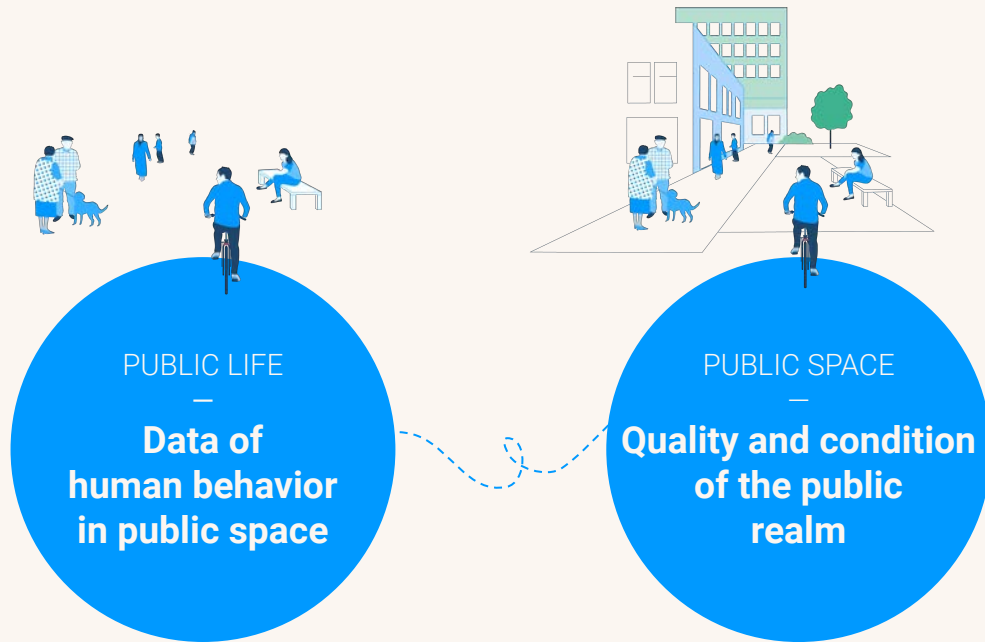 PUBLIC LIFE
—
Data of
human behavior
in public space
PUBLIC SPACE
—
Quality and condition
of the public
realm